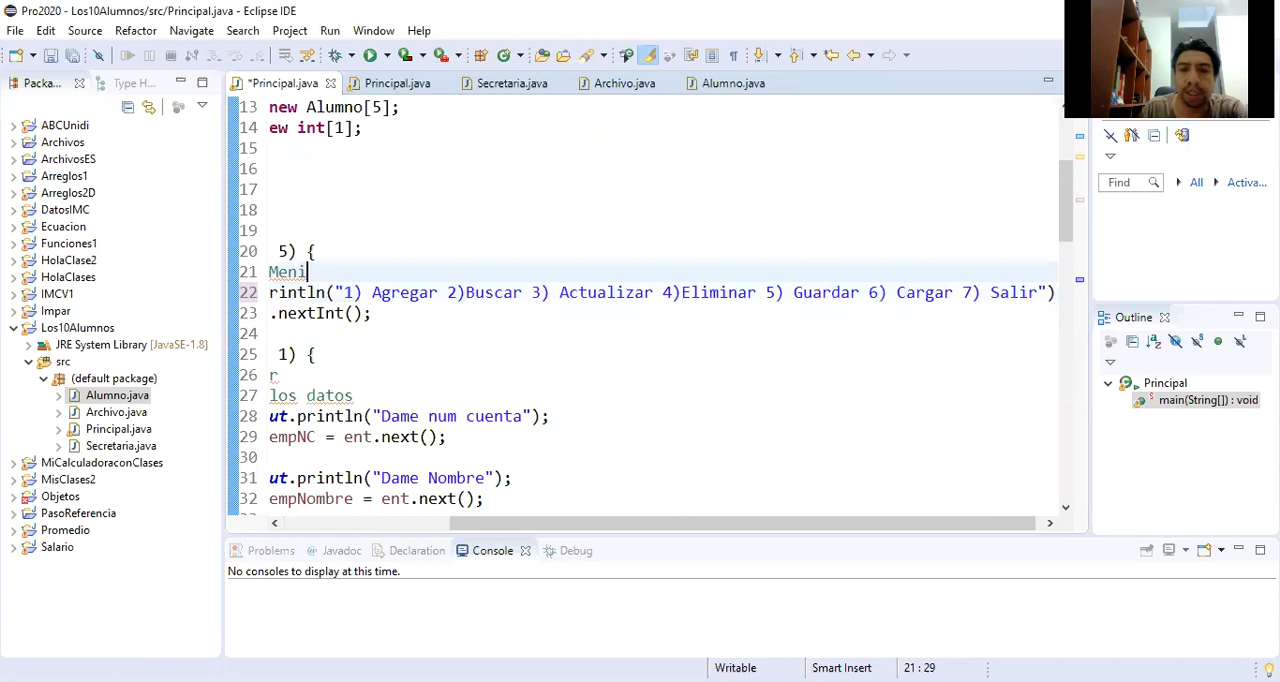 Pro2020 - Los10Alumnos/src/Principal.java - Eclipse IDE
File Edit Source Refactor Navigate Search Project Run Window Help
Packa... Type H...
*Principal.java Principal.java Secretaria.java Archivo.java Alumno.java
ABCUnidi
Archivos
ArchivosES
Arreglos1
Arreglos2D
DatosIMC
Ecuacion
Funciones1
HolaClase2
HolaClases
IMCV1
Impar
Los10Alumnos
JRE System Library [JavaSE-1.8]
src
(default package)
Alumno.java
Archivo.java
Principal.java
Secretaria.java
MiCalculadoraconClases
MisClases2
Objetos
PasoReferencia
Promedio
Salario
13 new Alumno[5];
14 ew int[1];
15
16
17
18
19
20 5) {
21 Meni
22 rintln("1) Agregar 2)Buscar 3) Actualizar 4)Eliminar 5) Guardar 6) Cargar 7) Salir")
23 .nextInt();
24
25 1) {
26 r
27 los datos
28 ut.println("Dame num cuenta");
29 empNC = ent.next();
30
31 ut.println("Dame Nombre");
32 empNombre = ent.next();
Find All Activa...
Outline
Principal
main(String[]) : void
Problems Javadoc Declaration Console Debug
No consoles to display at this time.
Writable Smart Insert 21 : 29